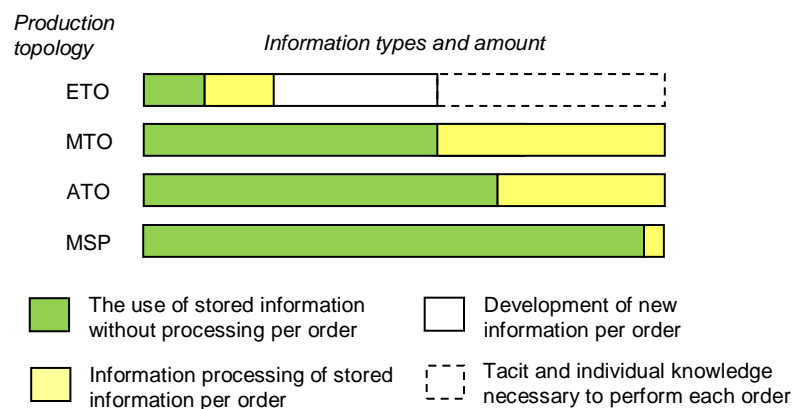 Production
topology
Information types and amount
ETO
MTO
ATO
MSP
The use of stored information
without processing per order
Development of new
information per order
Information processing of stored
information per order
Tacit and individual knowledge
necessary to perform each order